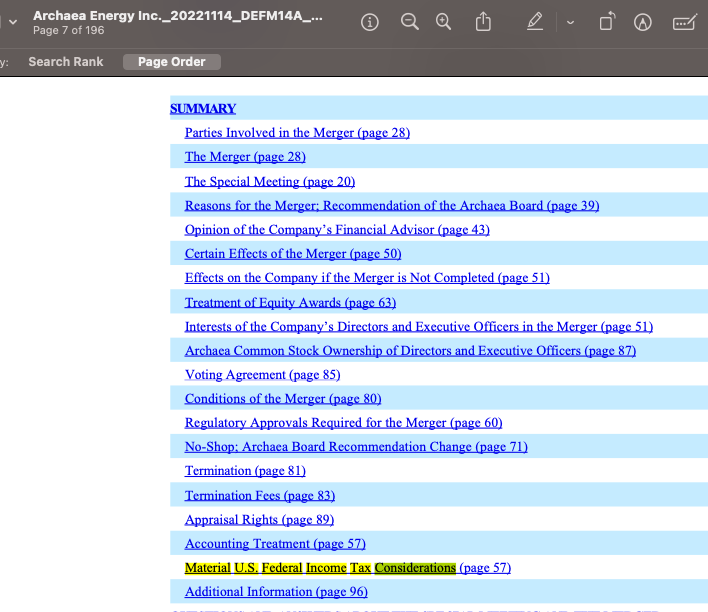 Archaea Energy Inc._20221114_DEFM14A_...
Page 7 of 196
y:
Search Rank
Page Order
SUMMARY
Parties Involved in the Merger (page 28)
The Merger (page 28)
The Special Meeting (page 20)
Reasons for the Merger; Recommendation of the Archaea Board (page 39)
Opinion of the Company’s Financial Advisor (page 43)
Certain Effects of the Merger (page 50)
Effects on the Company if the Merger is Not Completed (page 51)
Treatment of Equity Awards (page 63)
Interests of the Company’s Directors and Executive Officers in the Merger (page 51)
Archaea Common Stock Ownership of Directors and Executive Officers (page 87)
Voting Agreement (page 85)
Conditions of the Merger (page 80)
Regulatory Approvals Required for the Merger (page 60)
No-Shop; Archaea Board Recommendation Change (page 71)
Termination (page 81)
Termination Fees (page 83)
Appraisal Rights (page 89)
Accounting Treatment (page 57)
Material U.S. Federal Income Tax Considerations (page 57)
Additional Information (page 96)